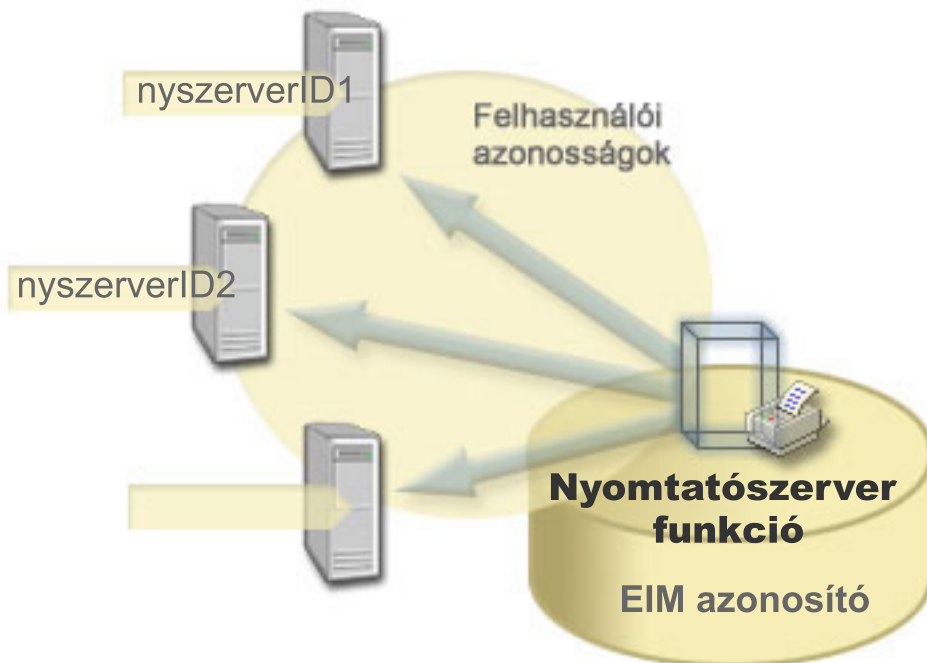 nyszerverID1
Felhasználói
azonosságok
nyszerverID2
Nyomtatószerver
funkció
EIM azonosító